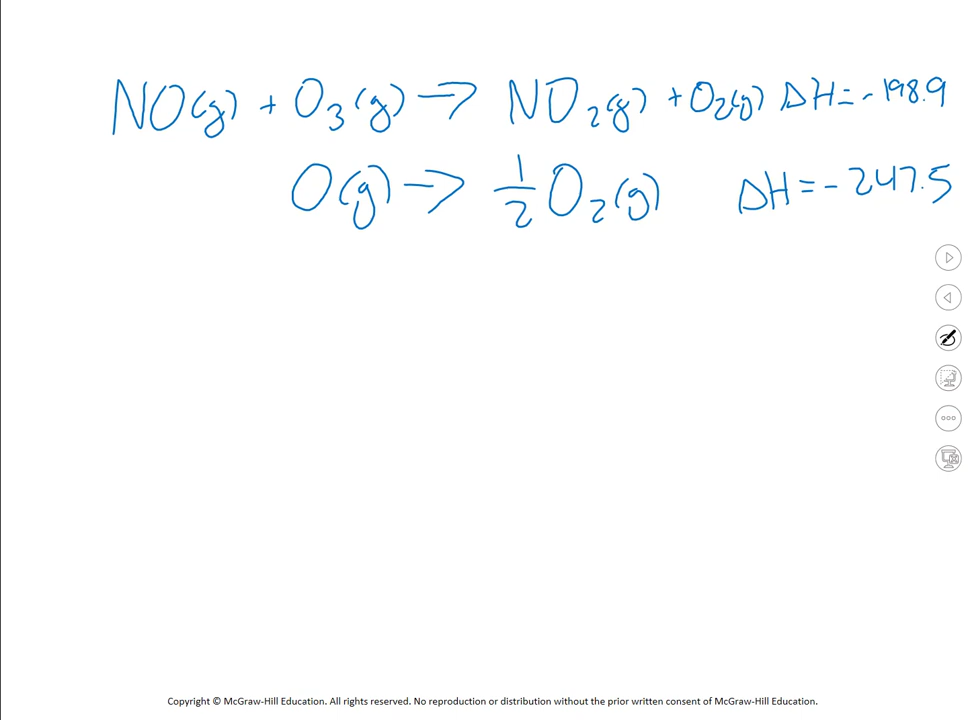 NO(g) + O₃(g) → NO₂(g) + O₂(g) ΔH = -198.9
O(g) → 1/2 O₂(g) ΔH = -247.5
Copyright © McGraw-Hill Education. All rights reserved. No reproduction or distribution without the prior written consent of McGraw-Hill Education.